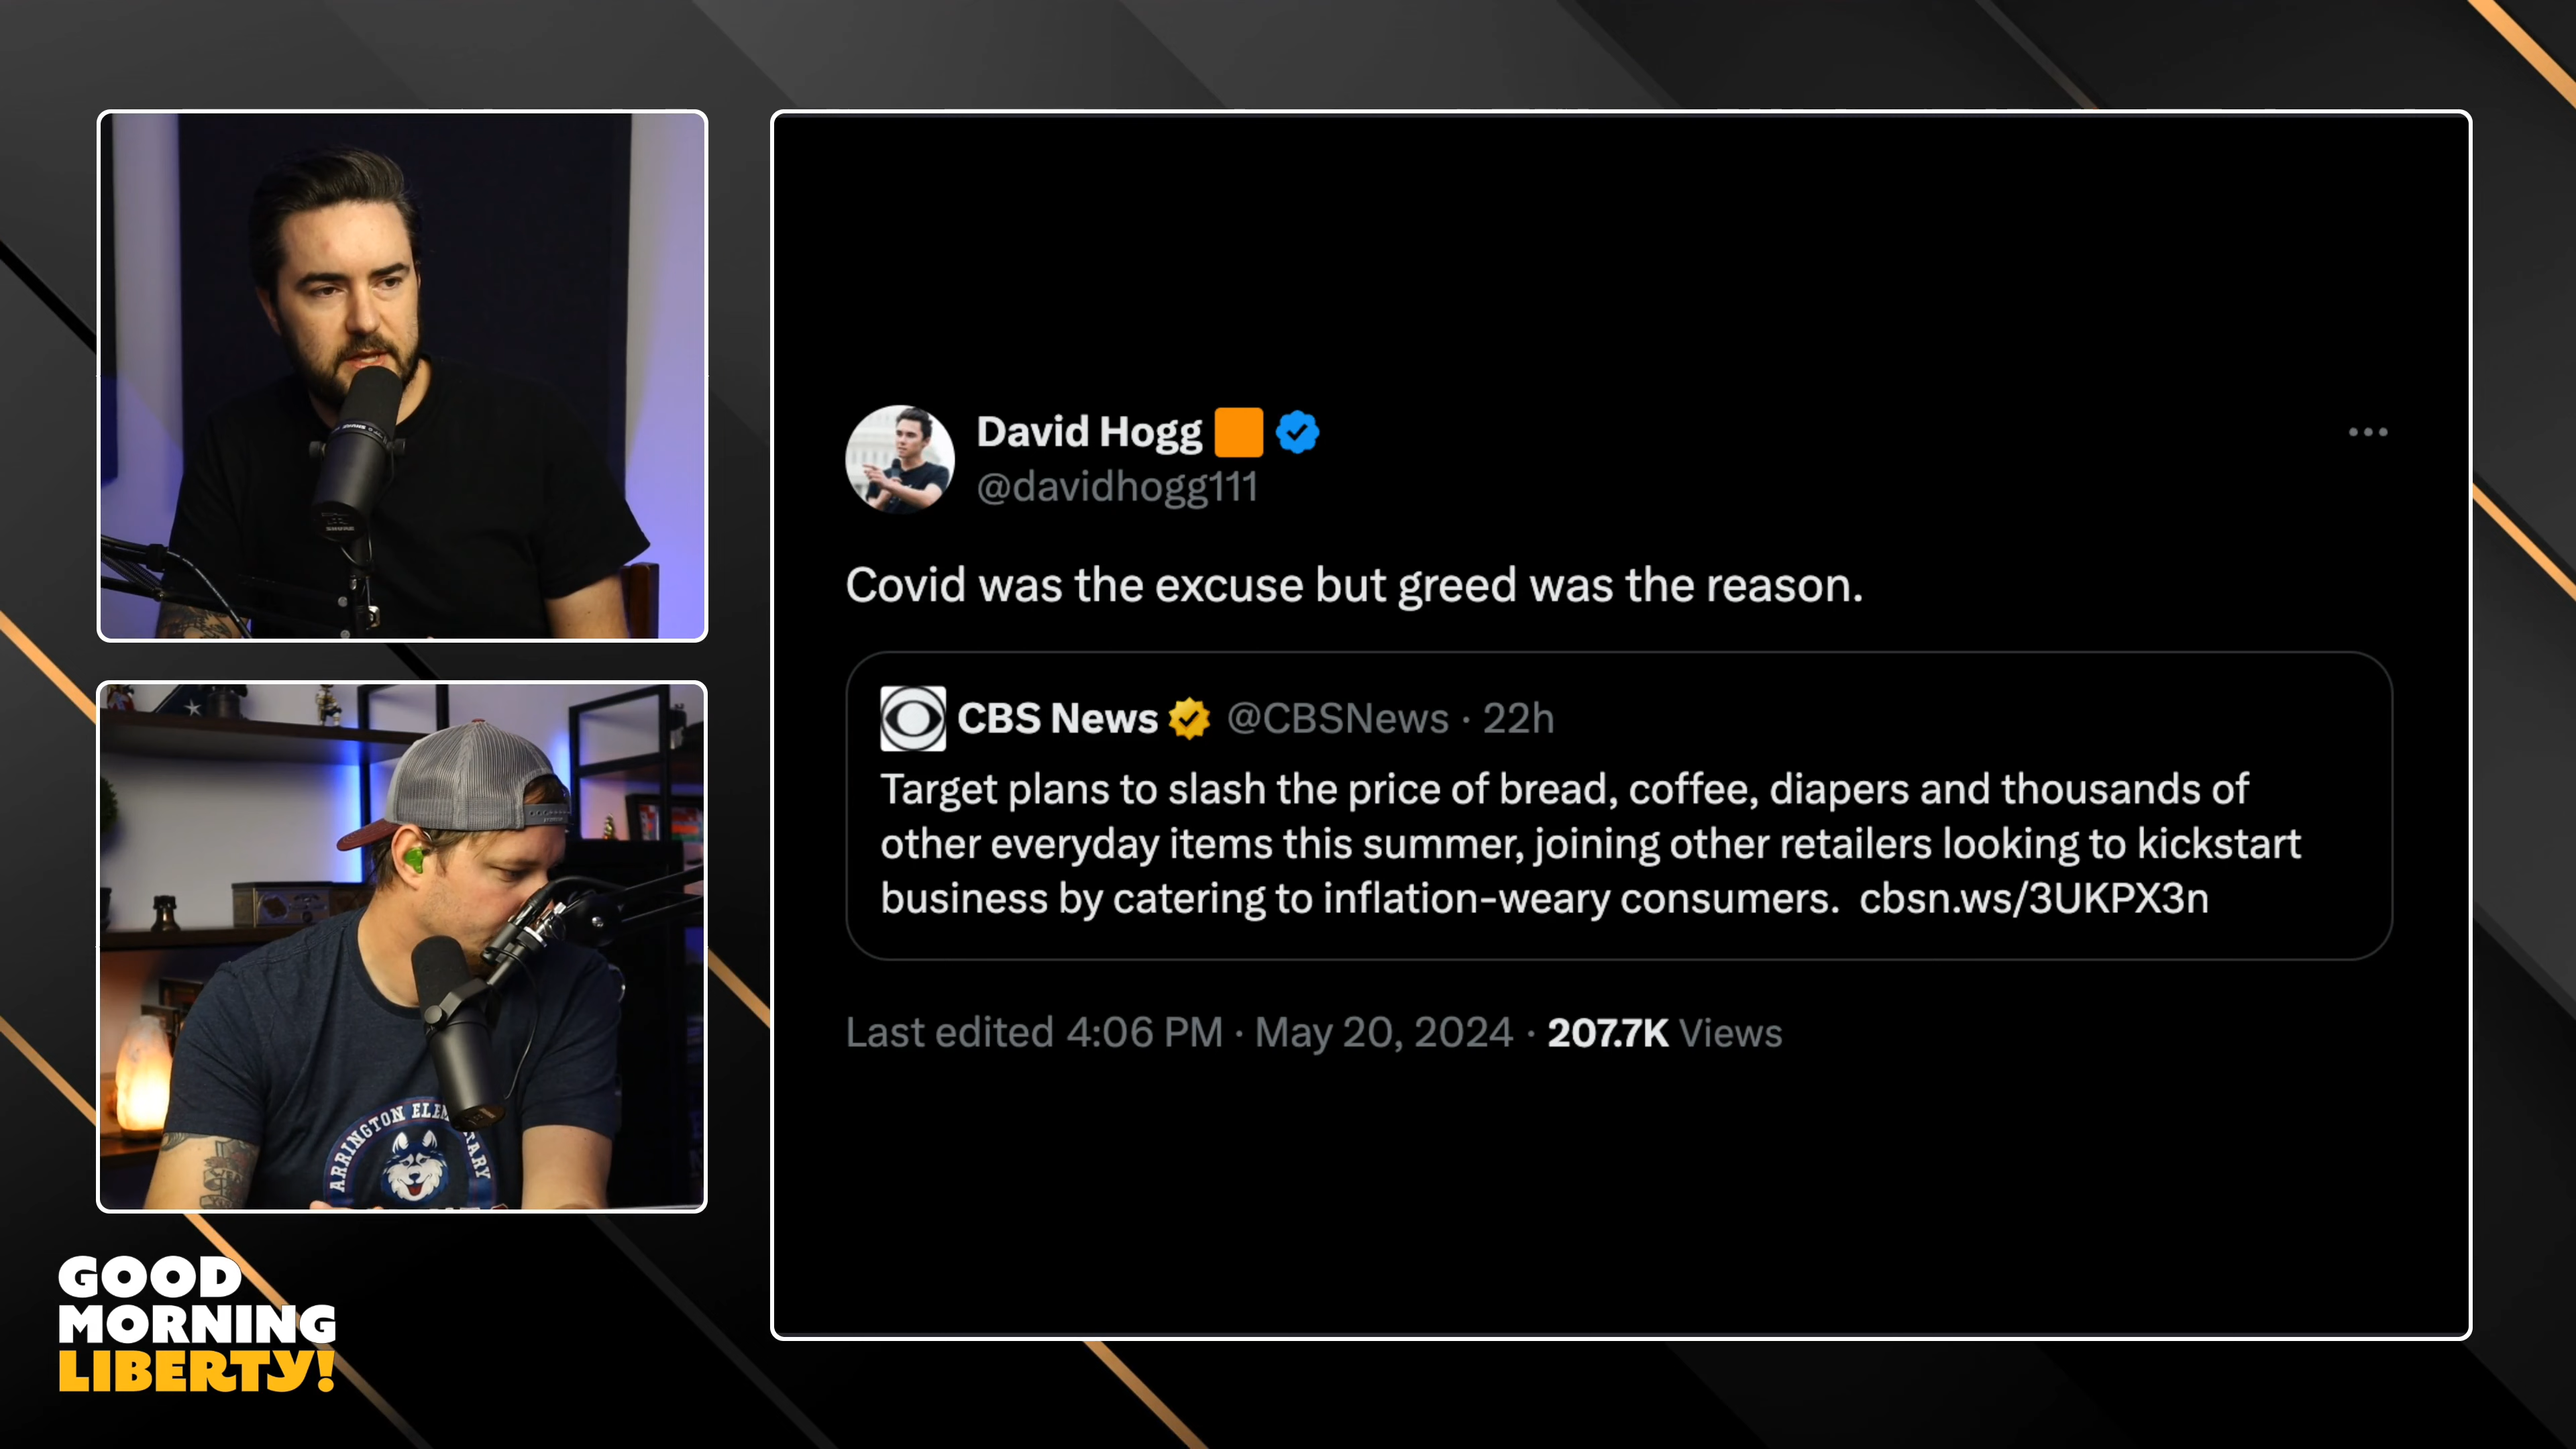 David Hogg
@davidhogg111
Covid was the excuse but greed was the reason.
CBS News @CBSNews · 22h
Target plans to slash the price of bread, coffee, diapers and thousands of
other everyday items this summer, joining other retailers looking to kickstart
business by catering to inflation-weary consumers. cbsn.ws/3UKPX3n
Last edited 4:06 PM · May 20, 2024 · 207.7K Views
GOOD
MORNING
LIBERTY!